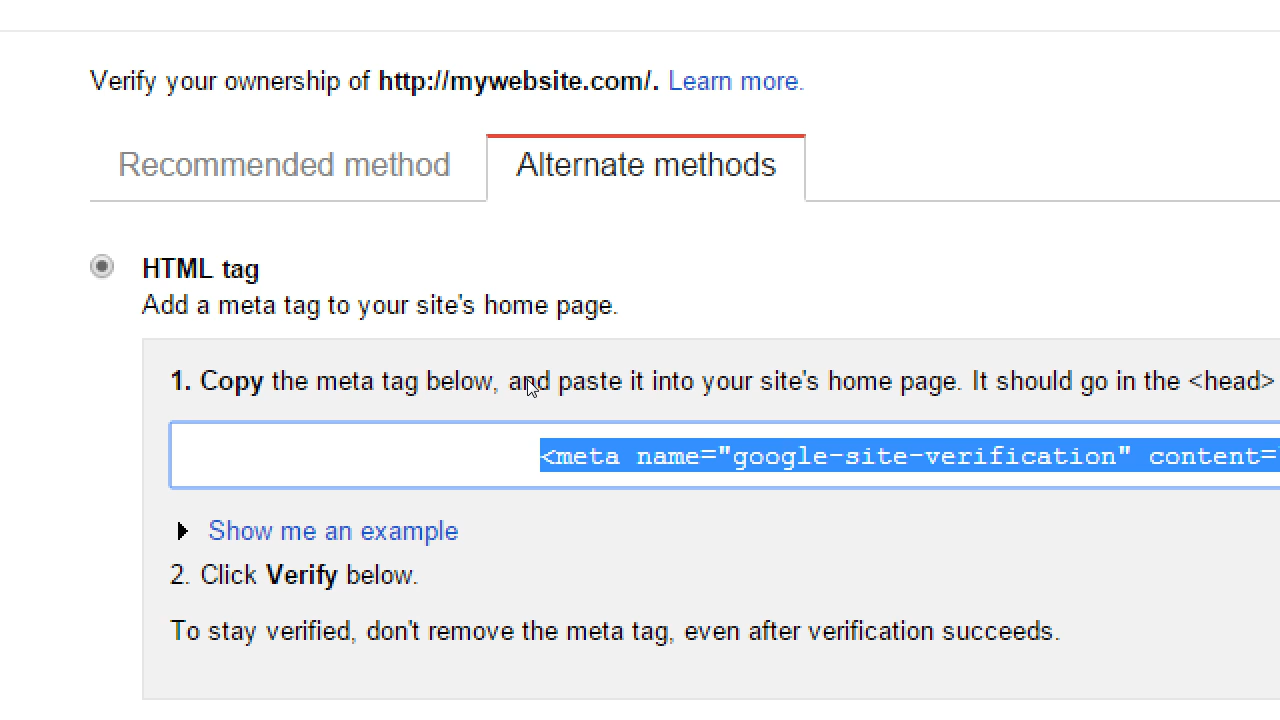 Verify your ownership of http://mywebsite.com/. Learn more.
Recommended method Alternate methods
HTML tag
Add a meta tag to your site's home page.
1. Copy the meta tag below, and paste it into your site's home page. It should go in the <head>
<meta name="google-site-verification" content=
Show me an example
2. Click Verify below.
To stay verified, don't remove the meta tag, even after verification succeeds.